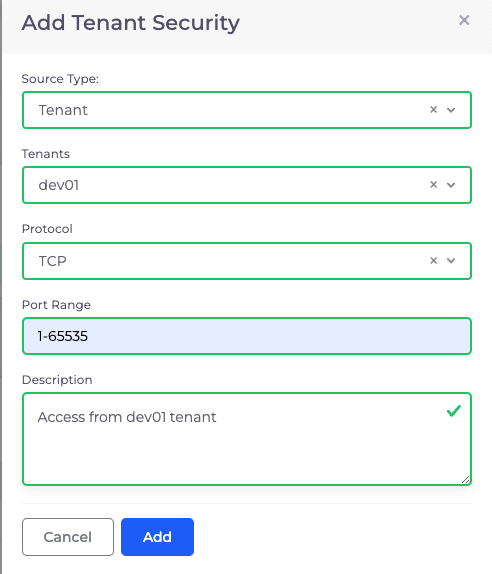 Add Tenant Security
Source Type:
Tenant
Tenants
dev01
Protocol
TCP
Port Range
1-65535
Description
Access from dev01 tenant
Cancel Add